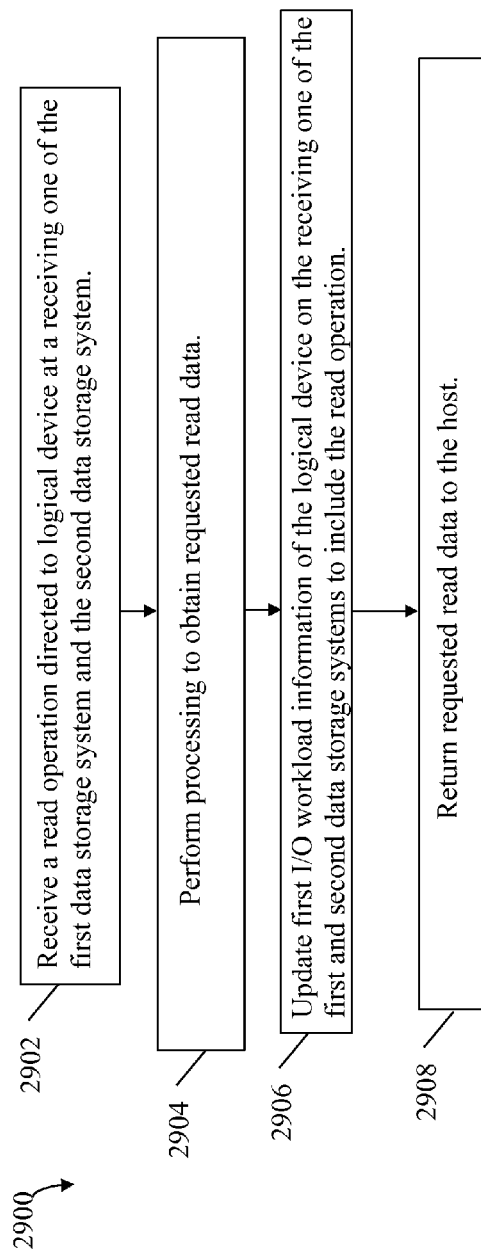 2900
2902
Receive a read operation directed to logical device at a receiving one of the
first data storage system and the second data storage system.
2904
Perform processing to obtain requested read data.
2906
Update first I/O workload information of the logical device on the receiving one of the
first and second data storage systems to include the read operation.
2908
Return requested read data to the host.